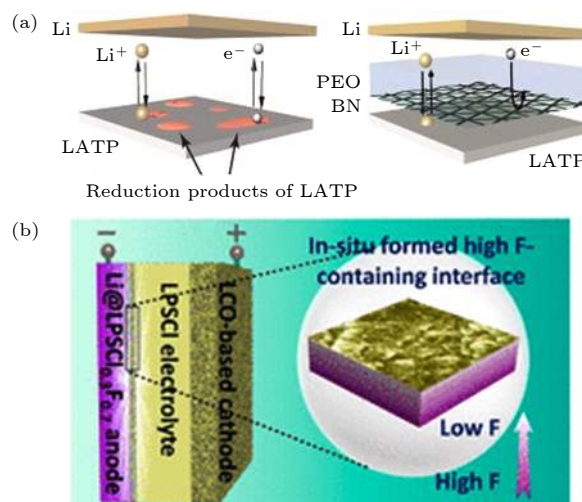 (a)
Li
Li⁺
e⁻
LATP
Reduction products of LATP
Li
Li⁺
e⁻
PEO
BN
LATP
(b)
−
+
Li@LPSCl₀.₃F₀.₇ anode
LPSCl electrolyte
LCO-based cathode
In-situ formed high F-
containing interface
Low F
High F